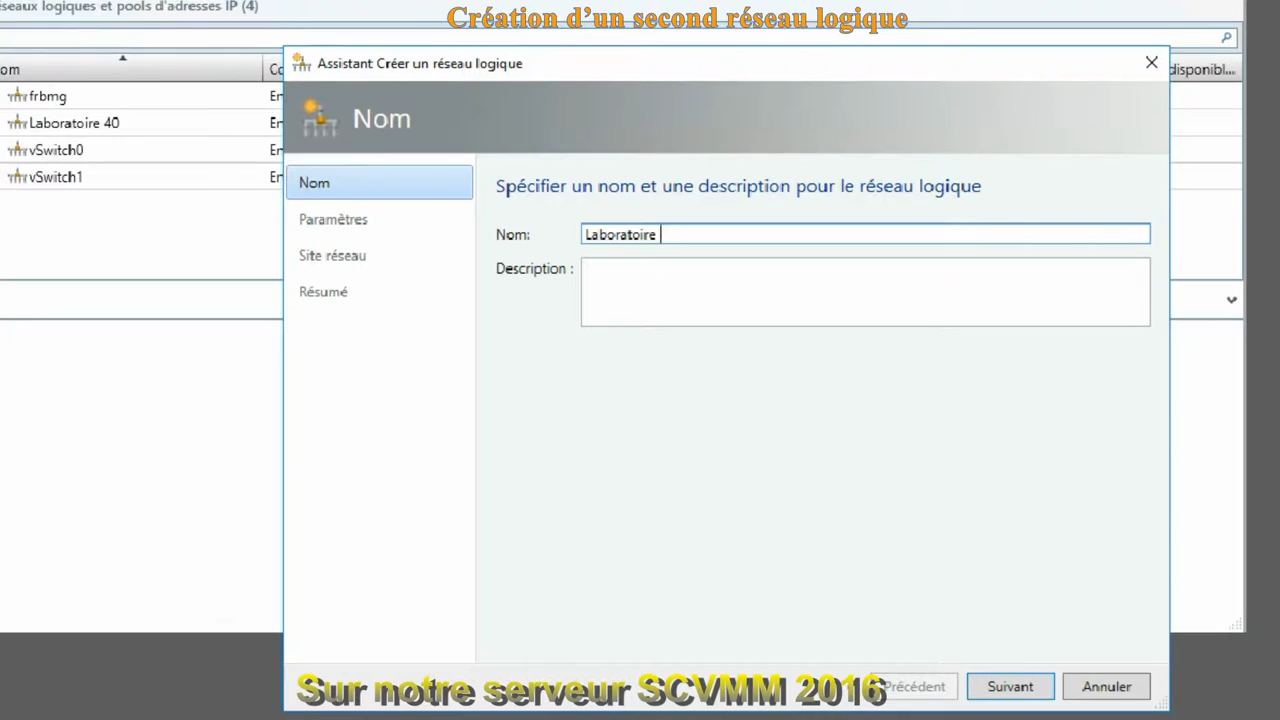 seaux logiques et pools d'adresses IP (4)
Création d'un second réseau logique
om
Co
disponibl...
frbmg
En
Laboratoire 40
En
vSwitch0
En
vSwitch1
En
Assistant Créer un réseau logique
Nom
Nom
Paramètres
Site réseau
Résumé
Spécifier un nom et une description pour le réseau logique
Nom: Laboratoire
Description :
Sur notre serveur SCVMM 2016
Précédent
Suivant
Annuler